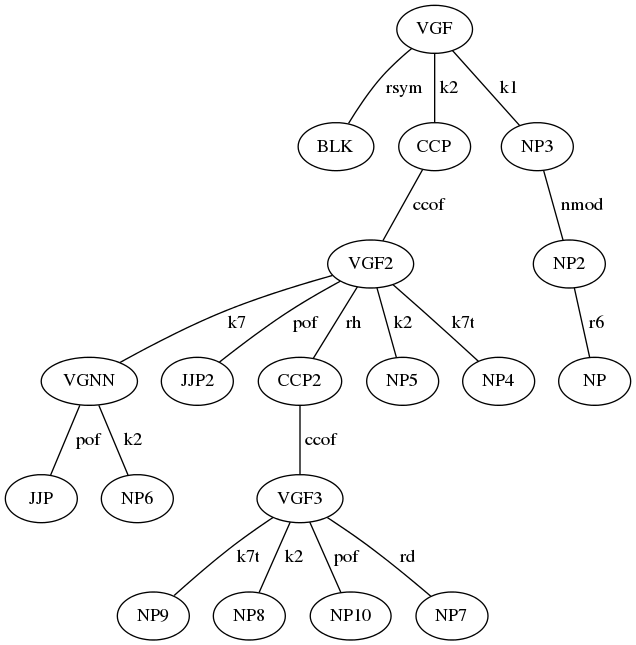 VGF
rsym k2 k1
BLK CCP NP3
ccof nmod
VGF2 NP2
k7 pof rh k2 k7t r6
VGNN JJP2 CCP2 NP5 NP4 NP
pof k2 ccof
JJP NP6 VGF3
k7t k2 pof rd
NP9 NP8 NP10 NP7